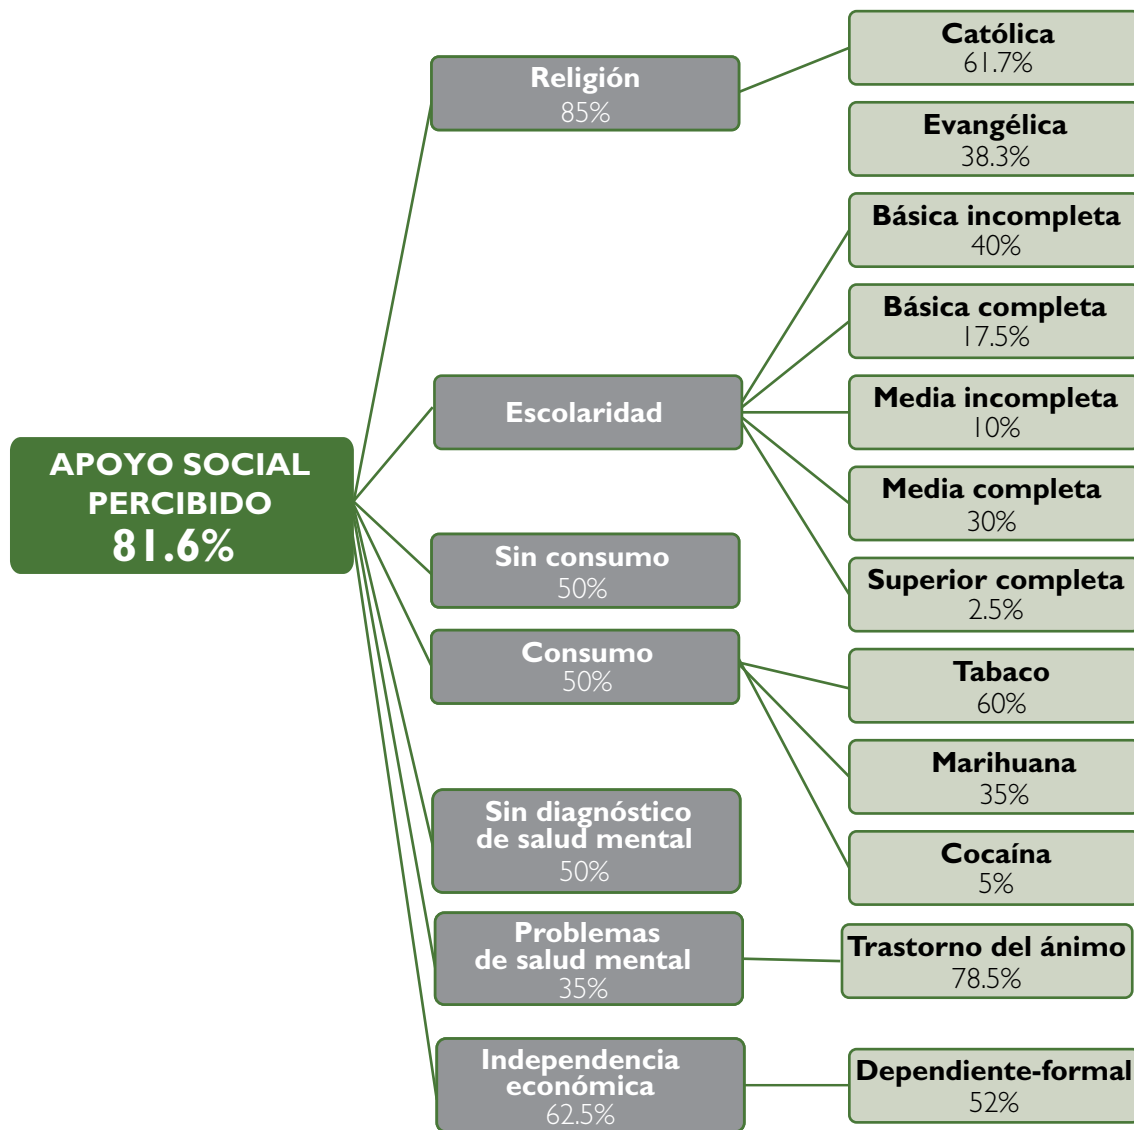 APOYO SOCIAL
PERCIBIDO
81.6%
Religión
85%
Católica
61.7%
Evangélica
38.3%
Escolaridad
Básica incompleta
40%
Básica completa
17.5%
Media incompleta
10%
Media completa
30%
Superior completa
2.5%
Sin consumo
50%
Consumo
50%
Tabaco
60%
Marihuana
35%
Cocaína
5%
Sin diagnóstico
de salud mental
50%
Problemas
de salud mental
35%
Trastorno del ánimo
78.5%
Independencia
económica
62.5%
Dependiente-formal
52%